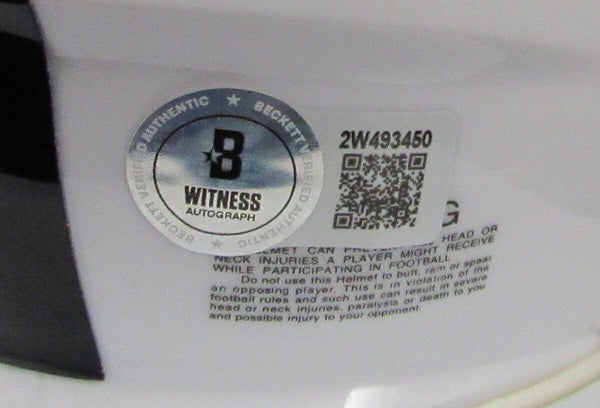 BECKETT VERIFIED AUTHENTIC ★ BECKETT VERIFIED AUTHENTIC ★
B
WITNESS
AUTOGRAPH
2W493450
G
HELMET CAN HEAD OR
NECK INJURIES A PLAYER MIGHT RECEIVE
WHILE PARTICIPATING IN FOOTBALL
Do not use this Helmet to butt, ram or spear
an opposing player. This is in violation of the
football rules and such use can result in severe
head or neck injuries, paralysis or death to you
and possible injury to your opponent.